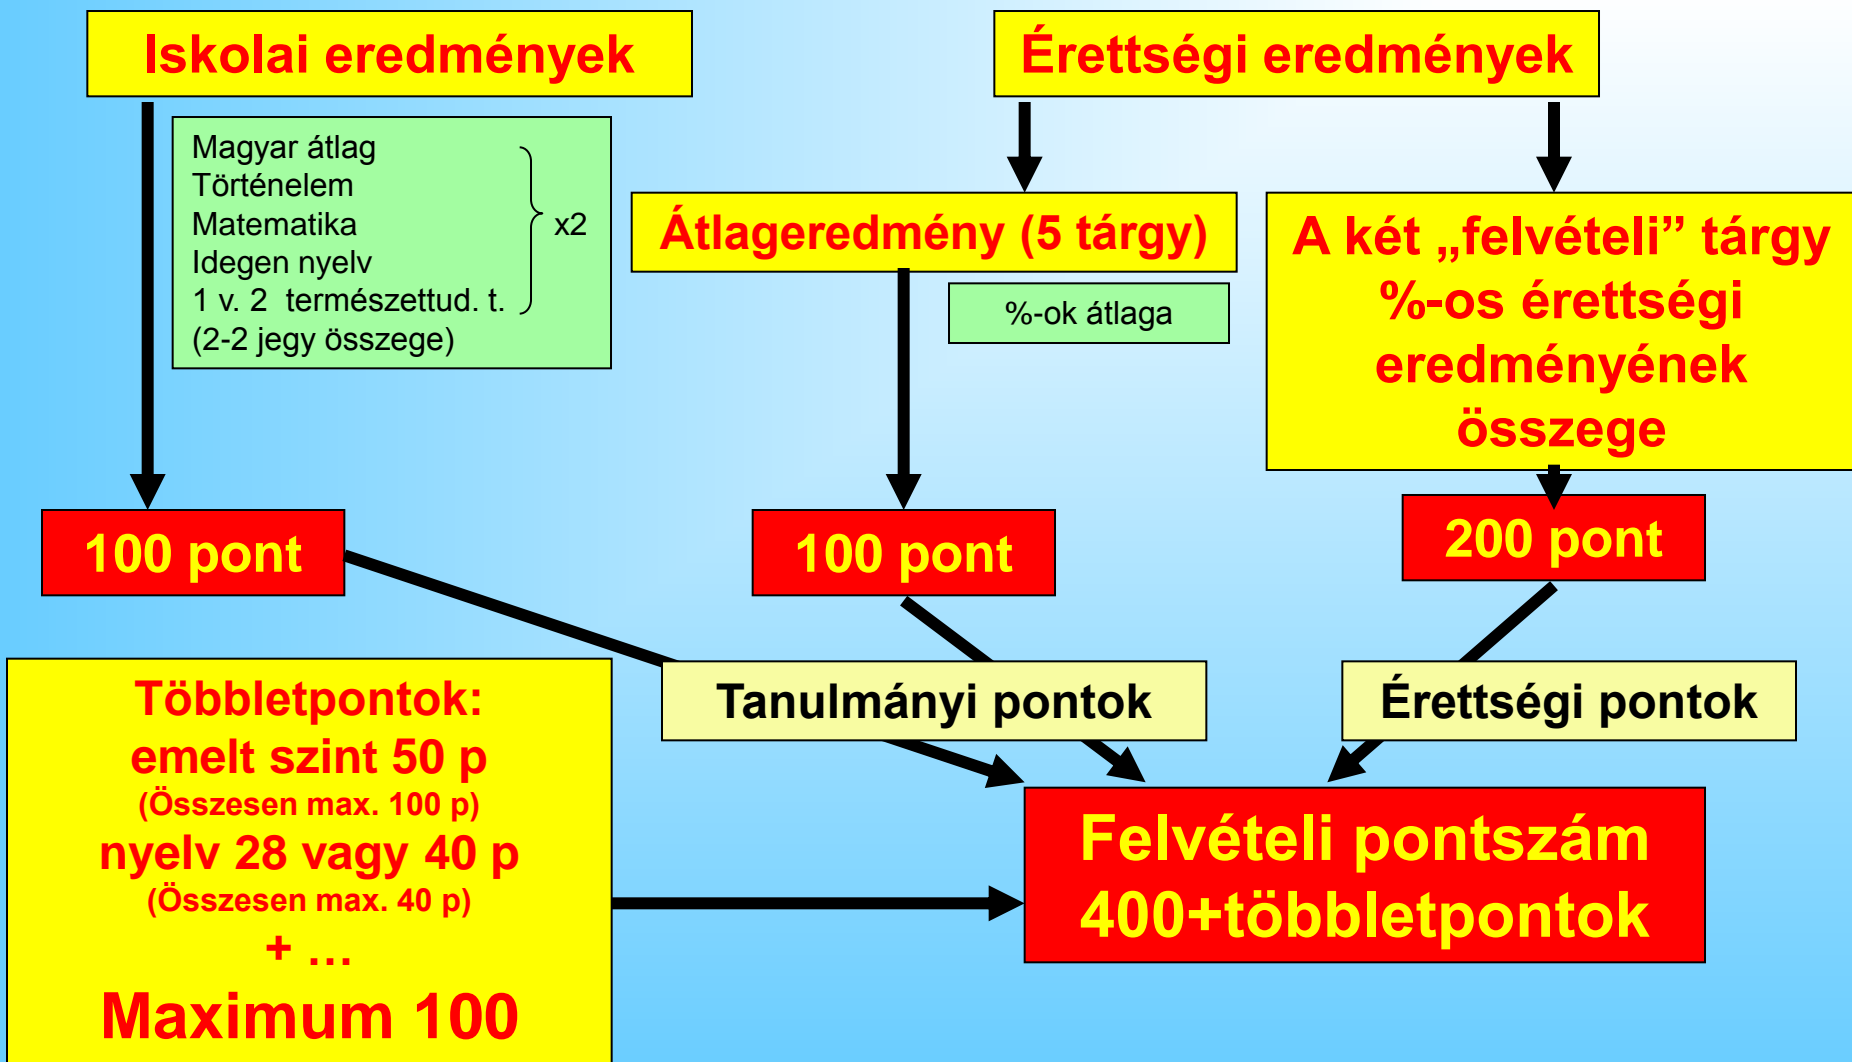 Iskolai eredmények
Magyar átlag
Történelem
Matematika
Idegen nyelv
1 v. 2 természettud. t.
(2-2 jegy összege)
x2
100 pont
Érettségi eredmények
Átlageredmény (5 tárgy)
%-ok átlaga
100 pont
A két „felvételi” tárgy
%-os érettségi
eredményének
összege
200 pont
Tanulmányi pontok
Érettségi pontok
Többletpontok:
emelt szint 50 p
(Összesen max. 100 p)
nyelv 28 vagy 40 p
(Összesen max. 40 p)
+ …
Maximum 100
Felvételi pontszám
400+többletpontok